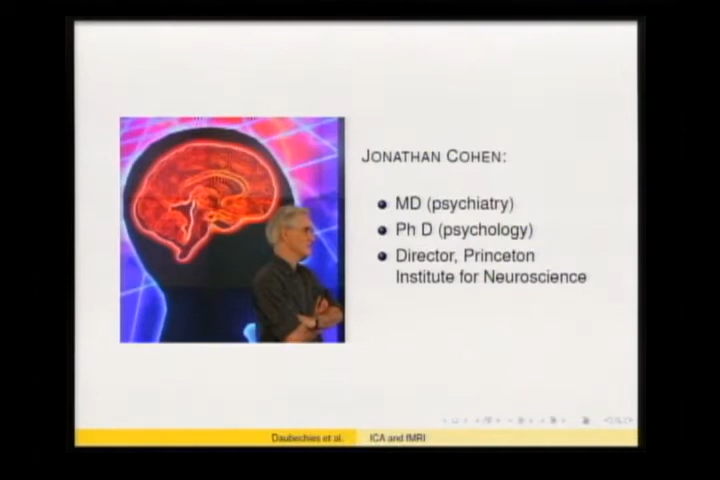 JONATHAN COHEN:
MD (psychiatry)
Ph D (psychology)
Director, Princeton
Institute for Neuroscience
Daubechies et al.
ICA and fMRI